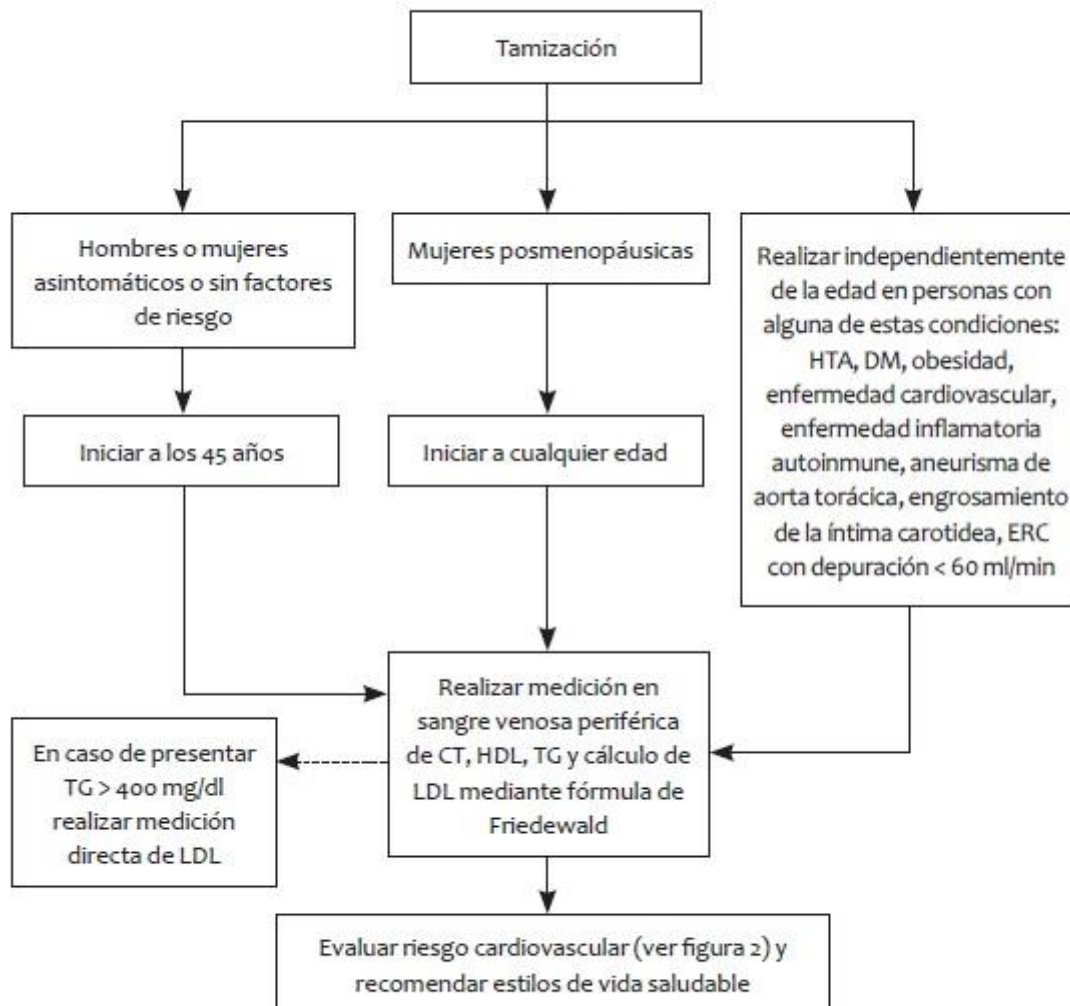 Tamización
Hombres o mujeres
asintomáticos o sin factores
de riesgo
Iniciar a los 45 años
Mujeres posmenopáusicas
Iniciar a cualquier edad
Realizar independientemente
de la edad en personas con
alguna de estas condiciones:
HTA, DM, obesidad,
enfermedad cardiovascular,
enfermedad inflamatoria
autoinmune, aneurisma de
aorta torácica, engrosamiento
de la íntima carotidea, ERC
con depuración < 60 ml/min
Realizar medición en
sangre venosa periférica
de CT, HDL, TG y cálculo de
LDL mediante fórmula de
Friedewald
En caso de presentar
TG > 400 mg/dl
realizar medición
directa de LDL
Evaluar riesgo cardiovascular (ver figura 2) y
recomendar estilos de vida saludable